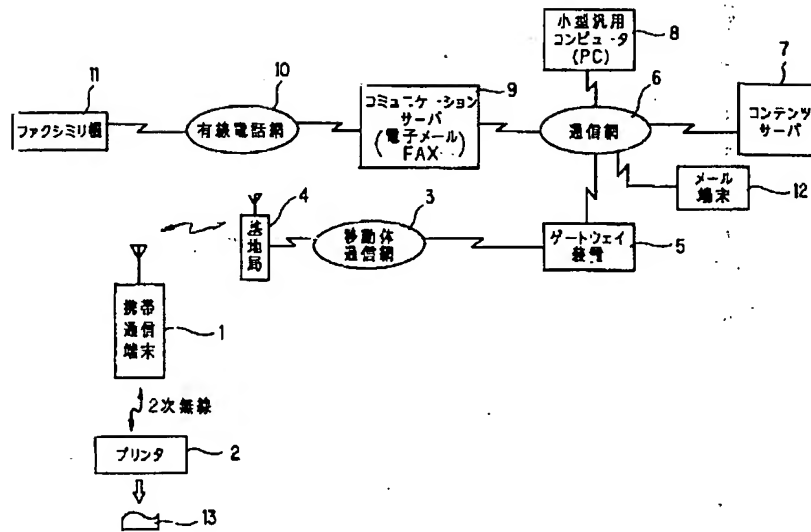 小型汎用
コンピュータ
(PC)
8
7
コンテンツ
サーバ
11
ファクシミリ機
10
有線電話網
9
コミュニケーション
サーバ
(電子メール)
FAX
6
通信網
メール
端末
12
4
基地局
3
移動体
通信網
ゲートウェイ
装置
5
携帯
通信
端末
1
2次無線
プリンタ
2
13